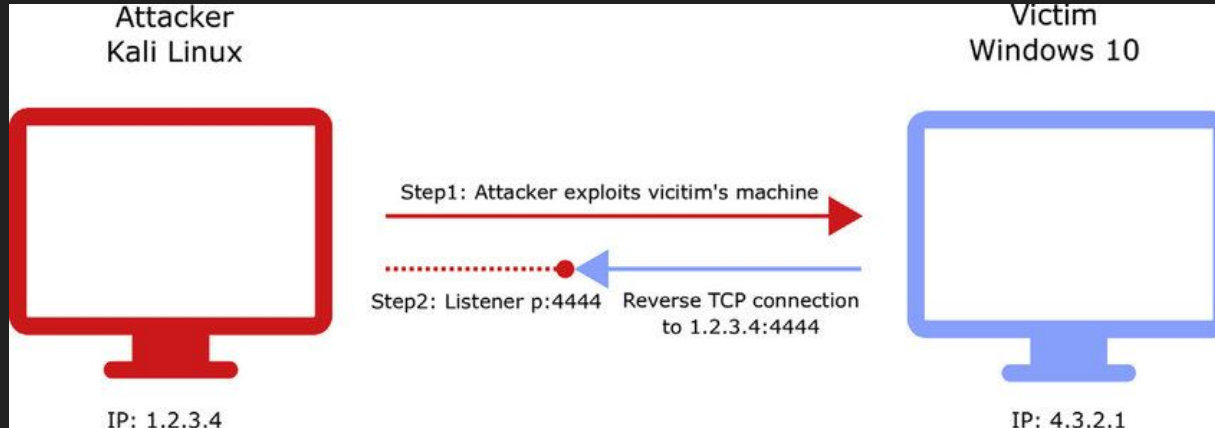 Attacker
Kali Linux
Victim
Windows 10
Step1: Attacker exploits vicitim's machine
Step2: Listener p:4444
Reverse TCP connection
to 1.2.3.4:4444
IP: 1.2.3.4
IP: 4.3.2.1